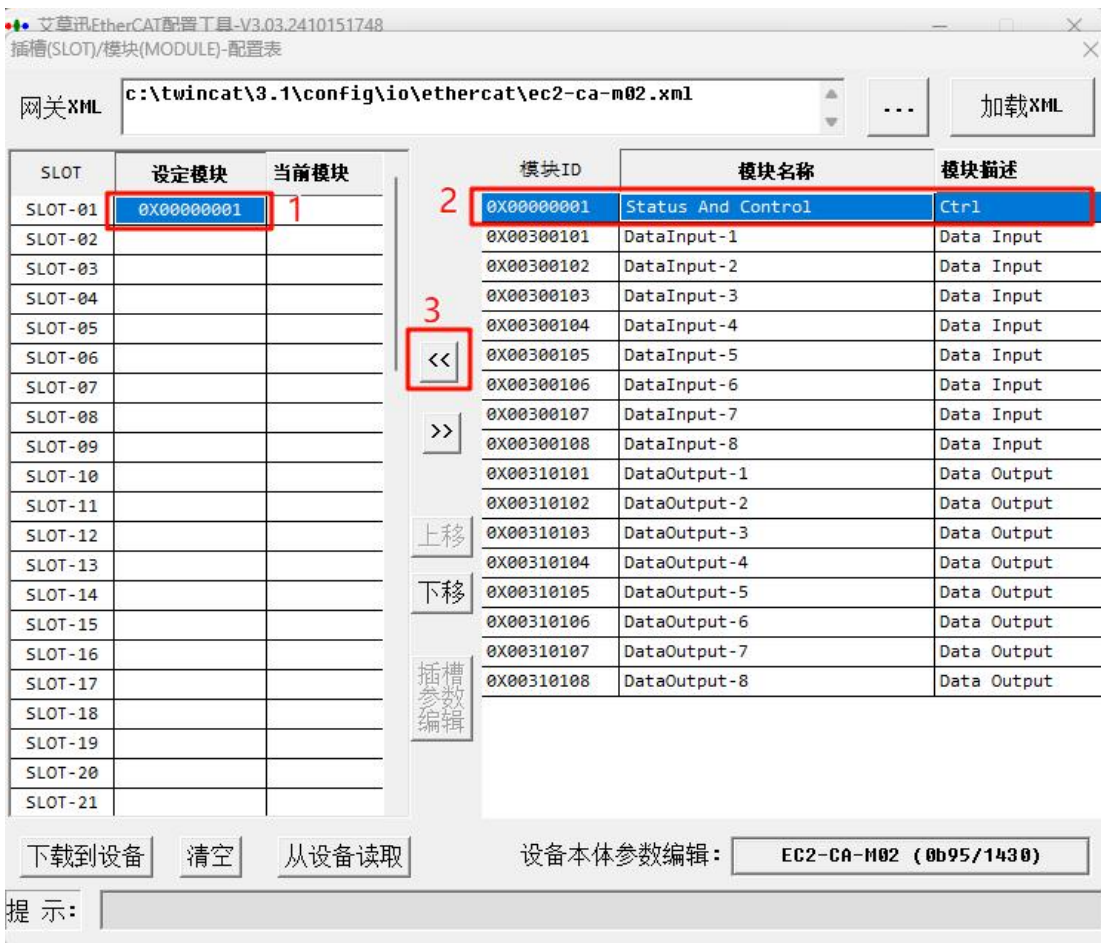 艾草讯EtherCAT配置工具-V3.03.2410151748
插槽(SLOT)/模块(MODULE)-配置表
网关XML c:\twincat\3.1\config\io\ethercat\ec2-ca-m02.xml ... 加载XML
SLOT 设定模块 当前模块 模块ID 模块名称 模块描述
SLOT-01 0X00000001 1 2 0X00000001 Status And Control Ctrl
SLOT-02 0X00300101 DataInput-1 Data Input
SLOT-03 0X00300102 DataInput-2 Data Input
SLOT-04 0X00300103 DataInput-3 Data Input
3
SLOT-05 0X00300104 DataInput-4 Data Input
SLOT-06 << 0X00300105 DataInput-5 Data Input
SLOT-07 0X00300106 DataInput-6 Data Input
SLOT-08 0X00300107 DataInput-7 Data Input
SLOT-09 >> 0X00300108 DataInput-8 Data Input
SLOT-10 0X00310101 DataOutput-1 Data Output
SLOT-11 0X00310102 DataOutput-2 Data Output
SLOT-12 上移 0X00310103 DataOutput-3 Data Output
SLOT-13 0X00310104 DataOutput-4 Data Output
SLOT-14 下移 0X00310105 DataOutput-5 Data Output
SLOT-15 0X00310106 DataOutput-6 Data Output
SLOT-16 0X00310107 DataOutput-7 Data Output
SLOT-17 插槽 0X00310108 DataOutput-8 Data Output
参数
SLOT-18 编辑
SLOT-19
SLOT-20
SLOT-21
下载到设备 清空 从设备读取 设备本体参数编辑: EC2-CA-M02 (0b95/1430)
提 示: